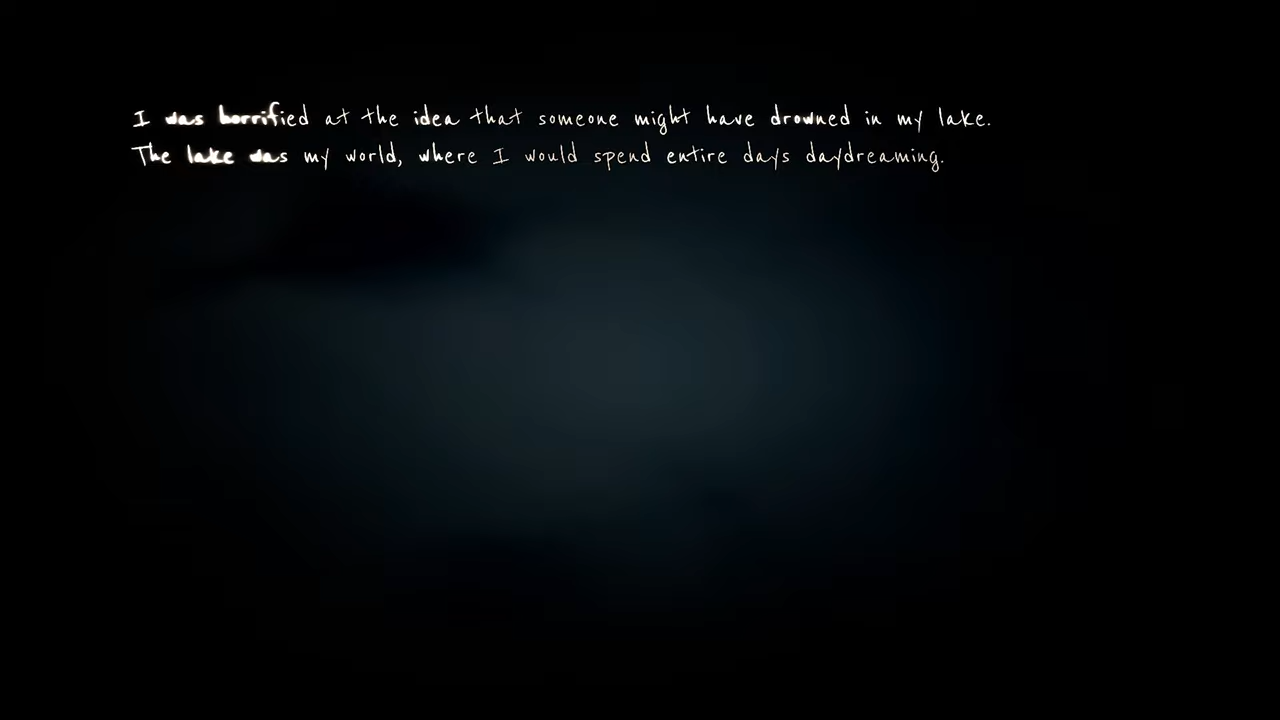 I was horrified at the idea that someone might have drowned in my lake.
The lake was my world, where I would spend entire days daydreaming.